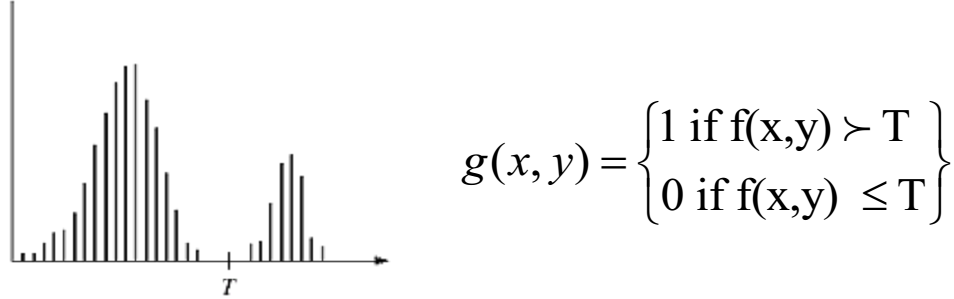 T
g(x, y) = {1 if f(x,y) ≻ T
0 if f(x,y) ≤ T}